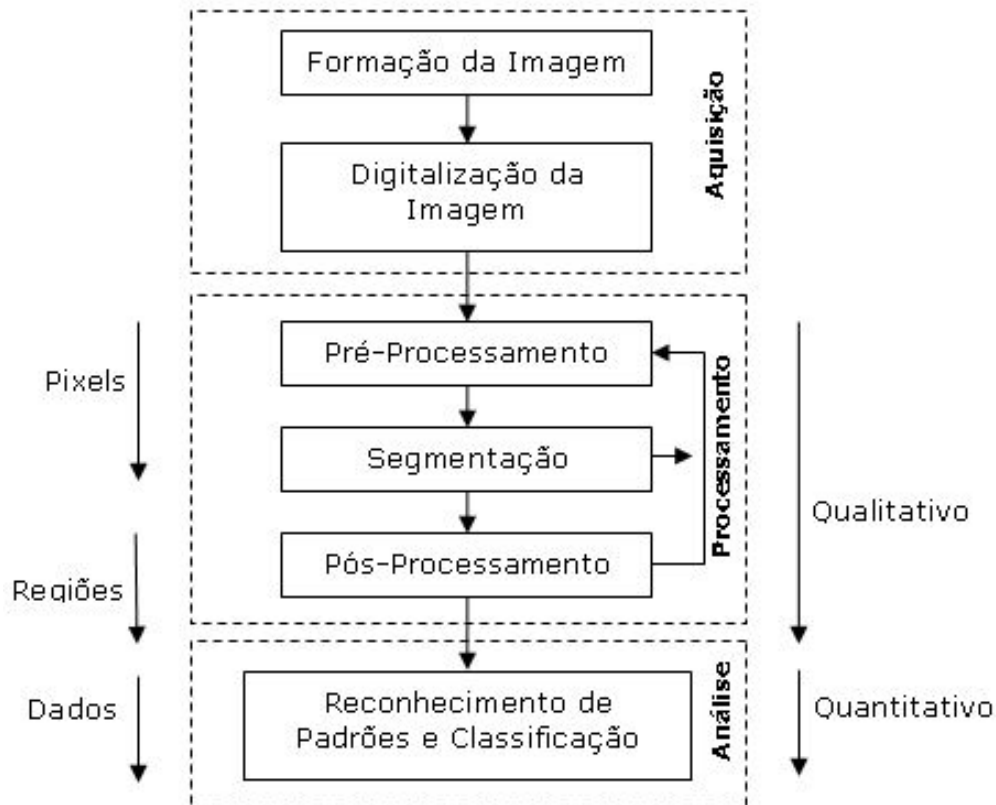 Formação da Imagem
Digitalização da
Imagem
Aquisição
Pré-Processamento
Segmentação
Pós-Processamento
Processamento
Pixels
Regiões
Qualitativo
Reconhecimento de
Padrões e Classificação
Análise
Dados
Quantitativo